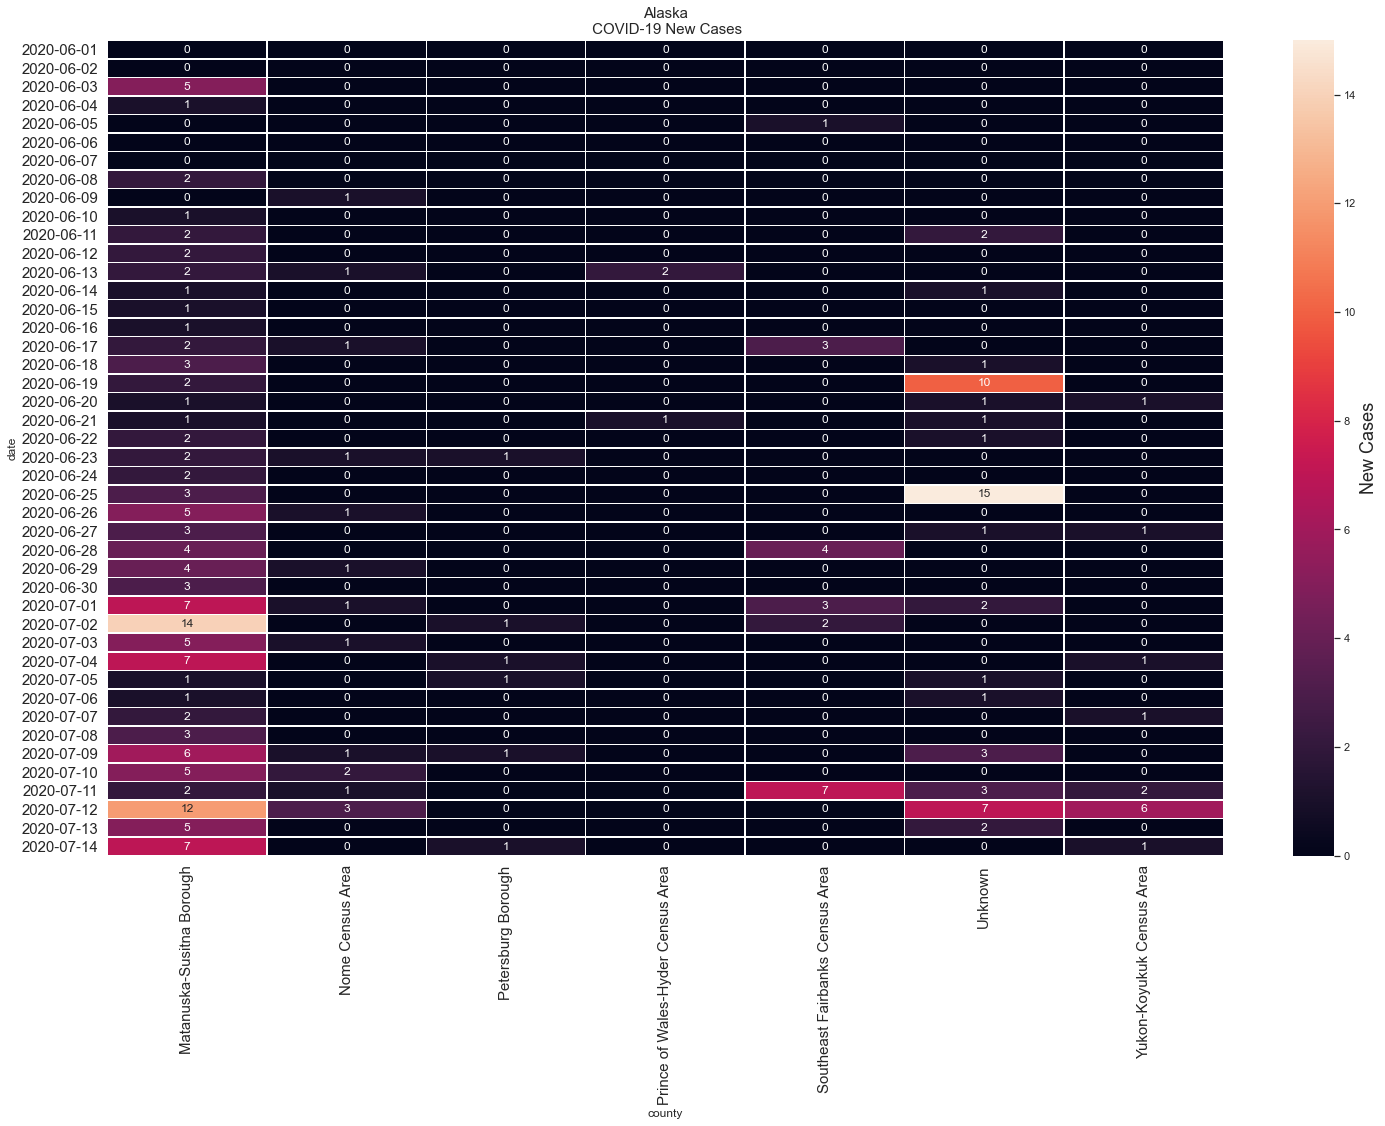 Alaska
COVID-19 New Cases
2020-06-01 0 0 0 0 0 0 0
2020-06-02 0 0 0 0 0 0 0
2020-06-03 5 0 0 0 0 0 0
2020-06-04 1 0 0 0 0 0 0
2020-06-05 0 0 0 0 1 0 0
2020-06-06 0 0 0 0 0 0 0
2020-06-07 0 0 0 0 0 0 0
2020-06-08 2 0 0 0 0 0 0
2020-06-09 0 1 0 0 0 0 0
2020-06-10 1 0 0 0 0 0 0
2020-06-11 2 0 0 0 0 2 0
2020-06-12 2 0 0 0 0 0 0
2020-06-13 2 1 0 2 0 0 0
2020-06-14 1 0 0 0 0 1 0
2020-06-15 1 0 0 0 0 0 0
2020-06-16 1 0 0 0 0 0 0
2020-06-17 2 1 0 0 3 0 0
2020-06-18 3 0 0 0 0 1 0
2020-06-19 2 0 0 0 0 10 0
2020-06-20 1 0 0 0 0 1 1
2020-06-21 1 0 0 1 0 1 0
2020-06-22 2 0 0 0 0 1 0
2020-06-23 2 1 1 0 0 0 0
2020-06-24 2 0 0 0 0 0 0
2020-06-25 3 0 0 0 0 15 0
2020-06-26 5 1 0 0 0 0 0
2020-06-27 3 0 0 0 0 1 1
2020-06-28 4 0 0 0 4 0 0
2020-06-29 4 1 0 0 0 0 0
2020-06-30 3 0 0 0 0 0 0
2020-07-01 7 1 0 0 3 2 0
2020-07-02 14 0 1 0 2 0 0
2020-07-03 5 1 0 0 0 0 0
2020-07-04 7 0 1 0 0 0 1
2020-07-05 1 0 1 0 0 1 0
2020-07-06 1 0 0 0 0 1 0
2020-07-07 2 0 0 0 0 0 1
2020-07-08 3 0 0 0 0 0 0
2020-07-09 6 1 1 0 0 3 0
2020-07-10 5 2 0 0 0 0 0
2020-07-11 2 1 0 0 7 3 2
2020-07-12 12 3 0 0 0 7 6
2020-07-13 5 0 0 0 0 2 0
2020-07-14 7 0 1 0 0 0 1
date
Matanuska-Susitna Borough
Nome Census Area
Petersburg Borough
Prince of Wales-Hyder Census Area
Southeast Fairbanks Census Area
Unknown
Yukon-Koyukuk Census Area
county
14
12
10
8
6
4
2
0
New Cases